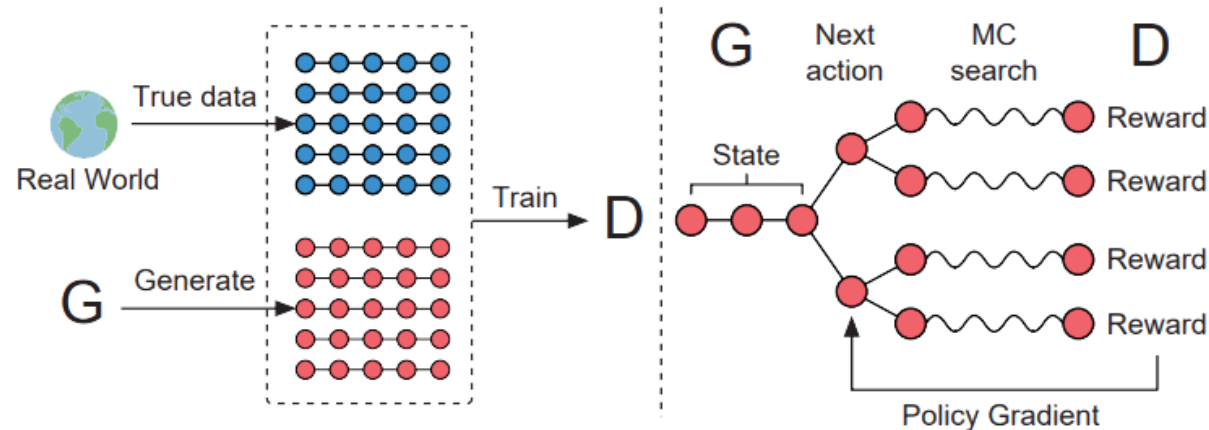 True data
Real World
G
Generate
Train
D
G
Next
action
MC
search
D
State
Reward
Reward
Reward
Reward
Policy Gradient